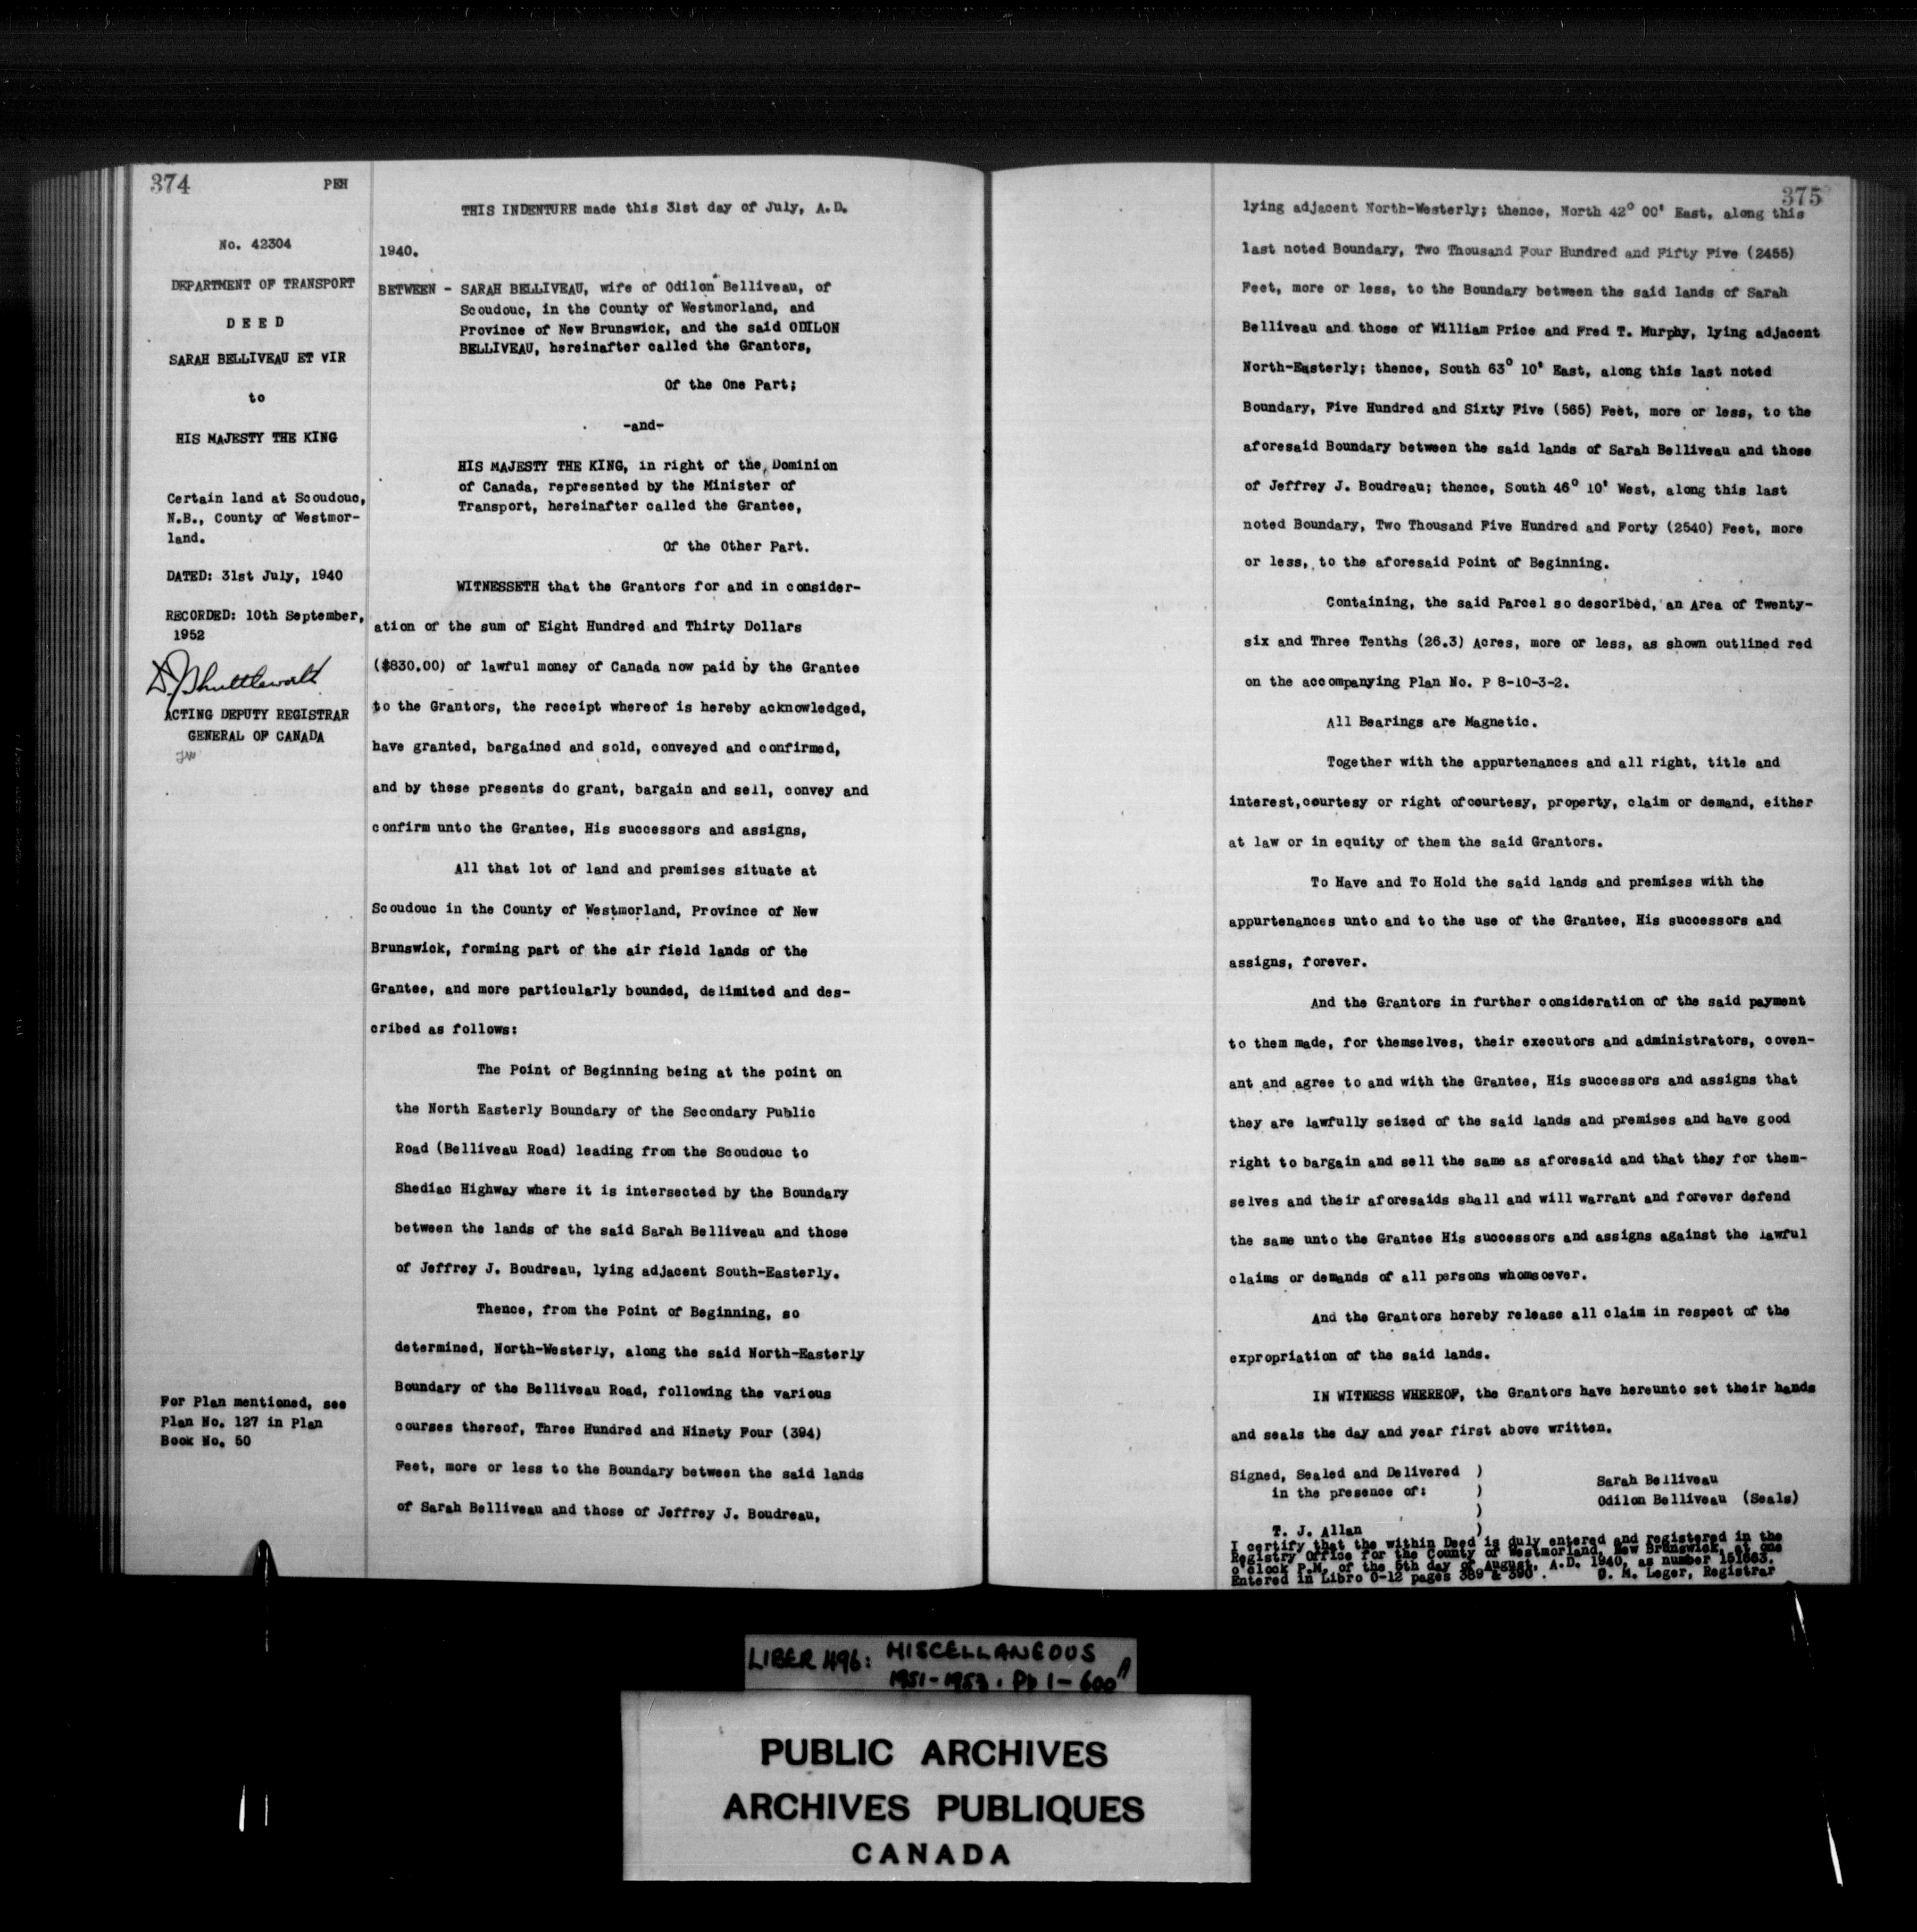 374
PEH
No. 42304
DEPARTMENT OF TRANSPORT
D E E D
SARAH BELLIVEAU ET VIR
to
HIS MAJESTY THE KING
Certain land at Scoudouc,
N.B., County of Westmor-
land.
DATED: 31st July, 1940
RECORDED: 10th September,
1952
ACTING DEPUTY REGISTRAR
GENERAL OF CANADA
For Plan mentioned, see
Plan No. 127 in Plan
Book No. 50
THIS INDENTURE made this 31st day of July, A.D.
1940.
BETWEEN - SARAH BELLIVEAU, wife of Odilon Belliveau, of
Scoudouc, in the County of Westmorland, and
Province of New Brunswick, and the said ODILON
BELLIVEAU, hereinafter called the Grantors,
Of the One Part;
-and-
HIS MAJESTY THE KING, in right of the Dominion
of Canada, represented by the Minister of
Transport, hereinafter called the Grantee,
Of the Other Part.
WITNESSETH that the Grantors for and in consider-
ation of the sum of Eight Hundred and Thirty Dollars
($830.00) of lawful money of Canada now paid by the Grantee
to the Grantors, the receipt whereof is hereby acknowledged,
have granted, bargained and sold, conveyed and confirmed,
and by these presents do grant, bargain and sell, convey and
confirm unto the Grantee, His successors and assigns,
All that lot of land and premises situate at
Scoudouc in the County of Westmorland, Province of New
Brunswick, forming part of the air field lands of the
Grantee, and more particularly bounded, delimited and des-
cribed as follows:
The Point of Beginning being at the point on
the North Easterly Boundary of the Secondary Public
Road (Belliveau Road) leading from the Scoudouc to
Shediac Highway where it is intersected by the Boundary
between the lands of the said Sarah Belliveau and those
of Jeffrey J. Boudreau, lying adjacent South-Easterly.
Thence, from the Point of Beginning, so
determined, North-Westerly, along the said North-Easterly
Boundary of the Belliveau Road, following the various
courses thereof, Three Hundred and Ninety Four (394)
Feet, more or less to the Boundary between the said lands
of Sarah Belliveau and those of Jeffrey J. Boudreau,
375
lying adjacent North-Westerly; thence, North 42° 00' East, along this
last noted Boundary, Two Thousand Four Hundred and Fifty Five (2455)
Feet, more or less, to the Boundary between the said lands of Sarah
Belliveau and those of William Price and Fred T. Murphy, lying adjacent
North-Easterly; thence, South 63° 10' East, along this last noted
Boundary, Five Hundred and Sixty Five (565) Feet, more or less, to the
aforesaid Boundary between the said lands of Sarah Belliveau and those
of Jeffrey J. Boudreau; thence, South 46° 10' West, along this last
noted Boundary, Two Thousand Five Hundred and Forty (2540) Feet, more
or less, to the aforesaid Point of Beginning.
Containing, the said Parcel so described, an Area of Twenty-
six and Three Tenths (26.3) Acres, more or less, as shown outlined red
on the accompanying Plan No. P 8-10-3-2.
All Bearings are Magnetic.
Together with the appurtenances and all right, title and
interest,courtesy or right ofcourtesy, property, claim or demand, either
at law or in equity of them the said Grantors.
To Have and To Hold the said lands and premises with the
appurtenances unto and to the use of the Grantee, His successors and
assigns, forever.
And the Grantors in further consideration of the said payment
to them made, for themselves, their executors and administrators, coven-
ant and agree to and with the Grantee, His successors and assigns that
they are lawfully seized of the said lands and premises and have good
right to bargain and sell the same as aforesaid and that they for them-
selves and their aforesaids shall and will warrant and forever defend
the same unto the Grantee His successors and assigns against the lawful
claims or demands of all persons whomsoever.
And the Grantors hereby release all claim in respect of the
expropriation of the said lands.
IN WITNESS WHEREOF, the Grantors have hereunto set their hands
and seals the day and year first above written.
Signed, Sealed and Delivered )
in the presence of: )
)
T. J. Allan )
Sarah Belliveau
Odilon Belliveau (Seals)
I certify that the within Deed is duly entered and registered in the
Registry Office for the County of Westmorland, New Brunswick, at one
o'clock P.M. of the 5th day of August, A.D. 1940, as number 151663.
Entered in Libro O-12 pages 389 & 390. O. M. Leger, Registrar
LIBER 496: MISCELLANEOUS
1951-1953. Pp 1-600
PUBLIC ARCHIVES
ARCHIVES PUBLIQUES
CANADA